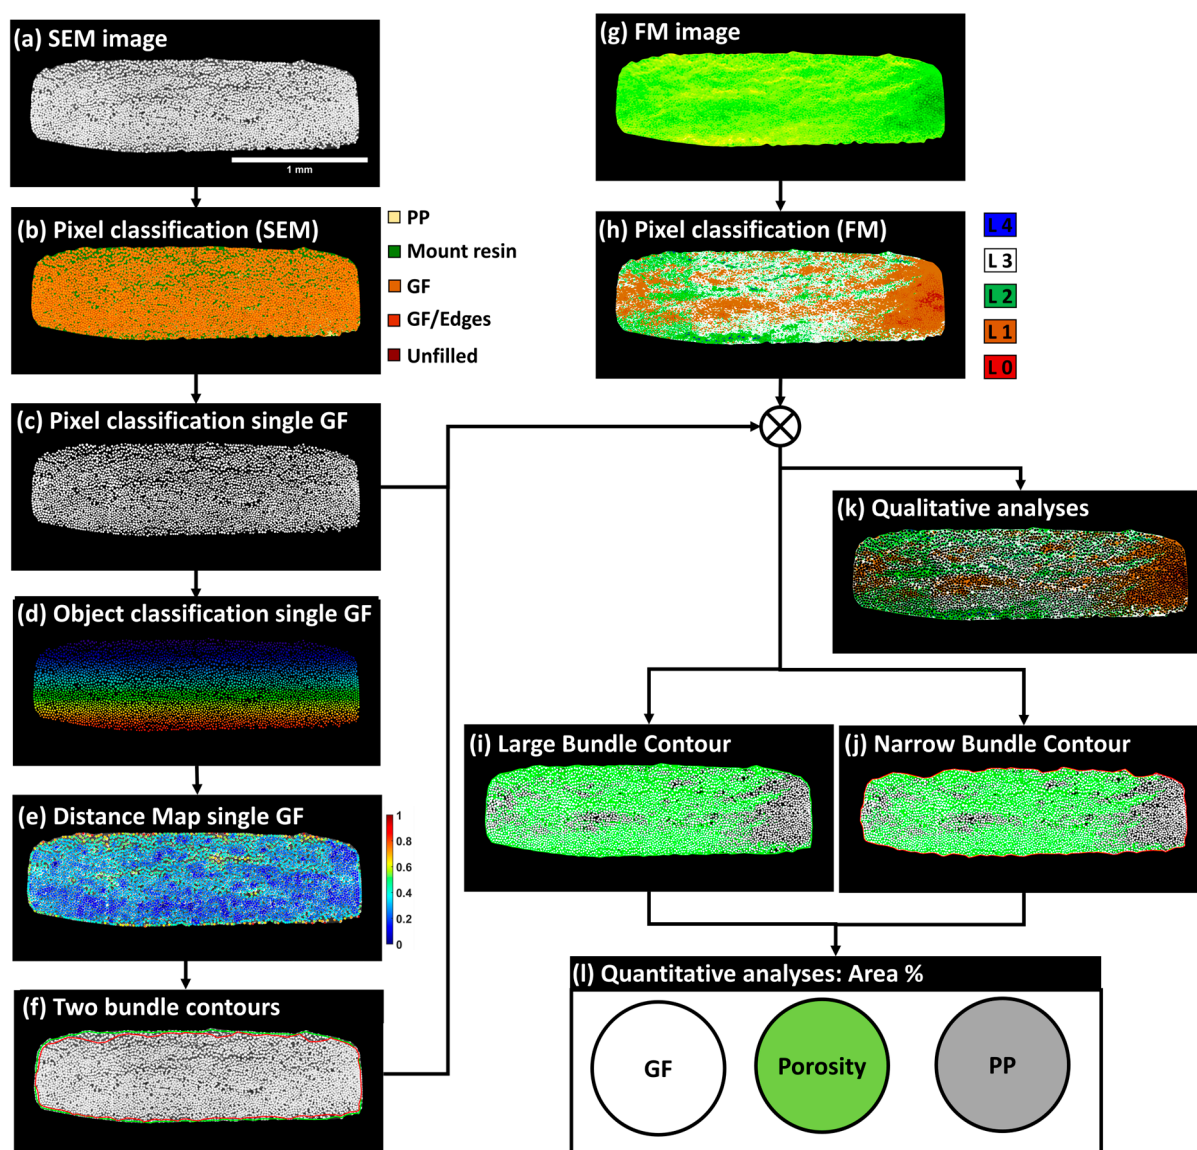 (a) SEM image
1 mm
(b) Pixel classification (SEM)
PP
Mount resin
GF
GF/Edges
Unfilled
(c) Pixel classification single GF
(d) Object classification single GF
(e) Distance Map single GF
1
0.8
0.6
0.4
0.2
0
(f) Two bundle contours
(g) FM image
(h) Pixel classification (FM)
L 4
L 3
L 2
L 1
L 0
(k) Qualitative analyses
(i) Large Bundle Contour
(j) Narrow Bundle Contour
(l) Quantitative analyses: Area %
GF
Porosity
PP